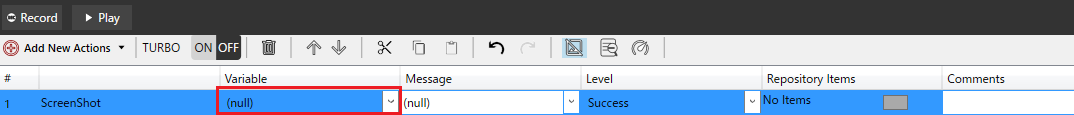 Record Play
Add New Actions TURBO ON OFF
# Variable Message Level Repository Items Comments
1 ScreenShot (null) (null) Success No Items